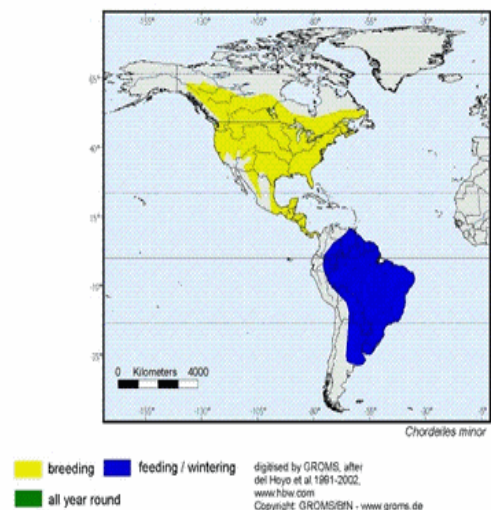 0 Kilometers 4000
Chordeiles minor
breeding
feeding / wintering
all year round
digitised by GROMS, after
del Hoyo et al.1991-2002,
www.hbw.com
Copyright: GROMS/BfN - www.groms.de